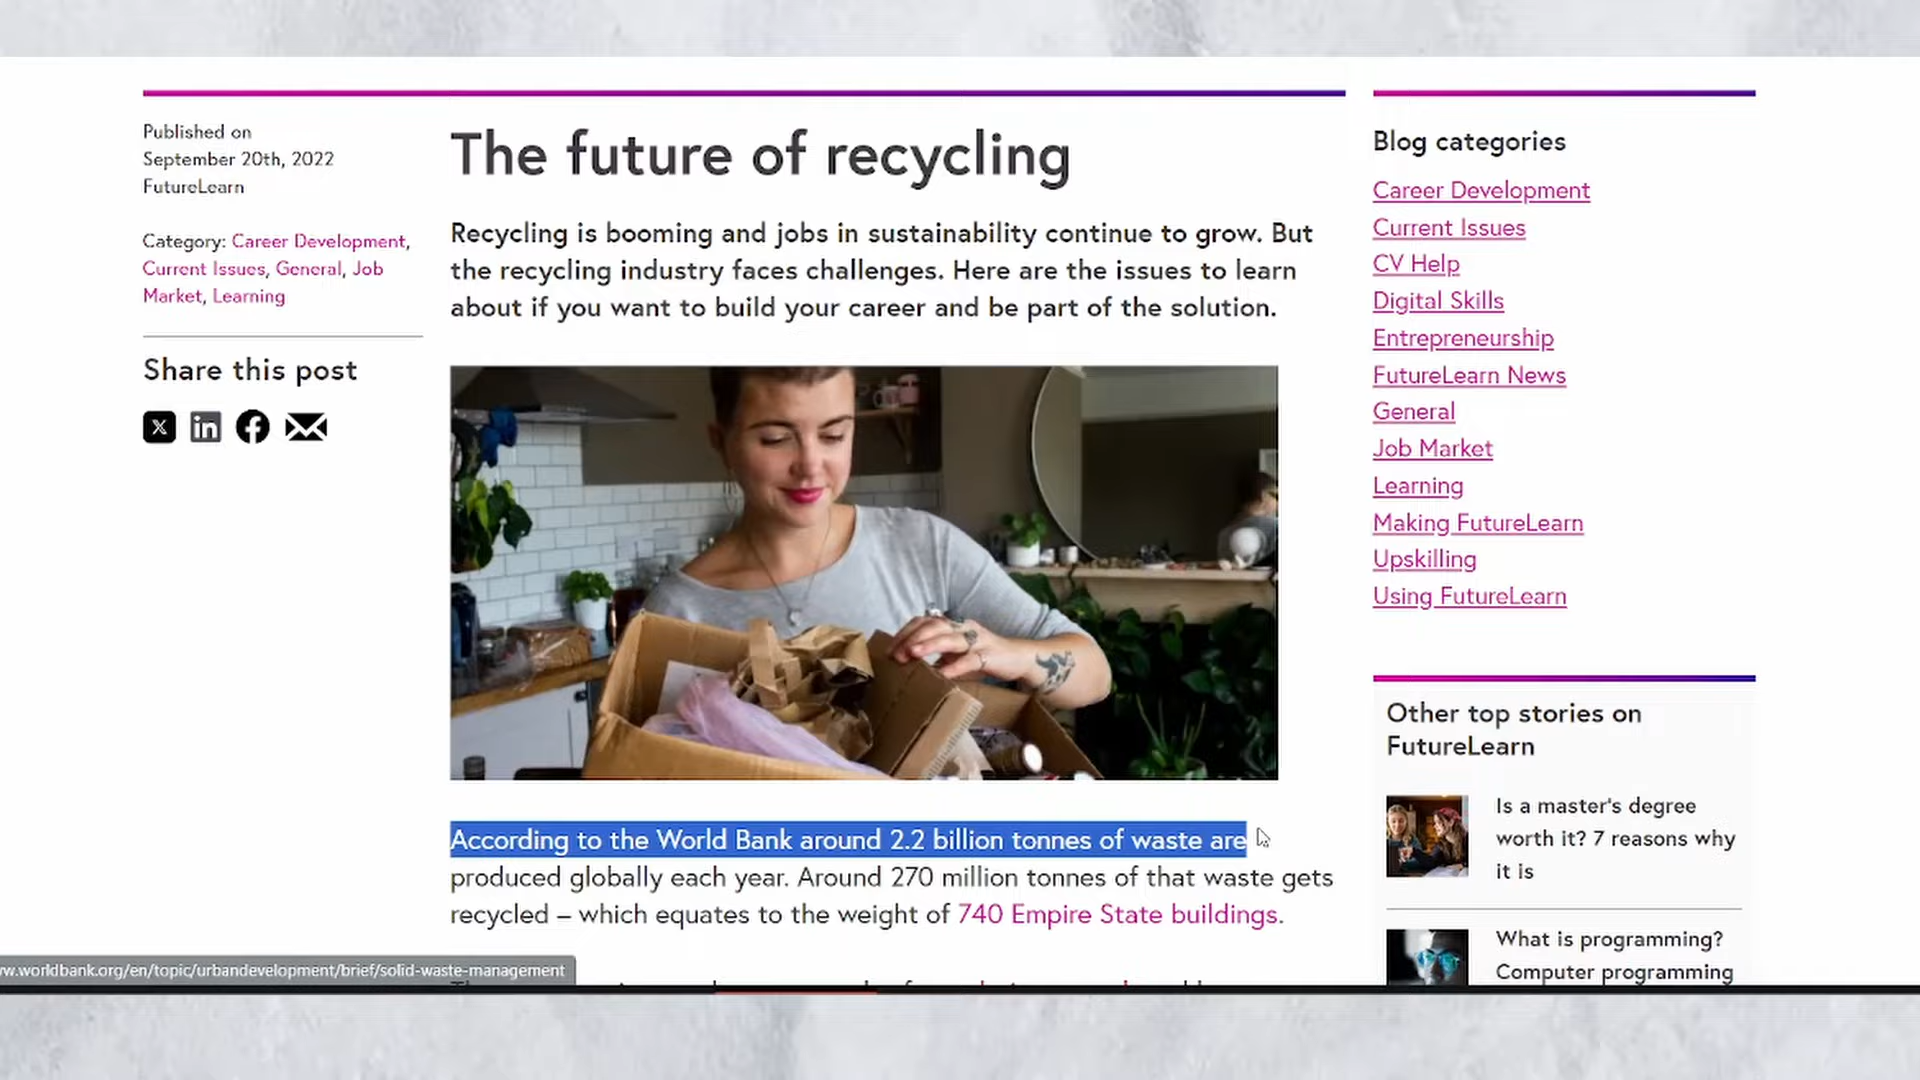 Published on
September 20th, 2022
FutureLearn
Category: Career Development,
Current Issues, General, Job
Market, Learning
Share this post
The future of recycling
Recycling is booming and jobs in sustainability continue to grow. But
the recycling industry faces challenges. Here are the issues to learn
about if you want to build your career and be part of the solution.
According to the World Bank around 2.2 billion tonnes of waste are
produced globally each year. Around 270 million tonnes of that waste gets
recycled – which equates to the weight of 740 Empire State buildings.
Blog categories
Career Development
Current Issues
CV Help
Digital Skills
Entrepreneurship
FutureLearn News
General
Job Market
Learning
Making FutureLearn
Upskilling
Using FutureLearn
Other top stories on
FutureLearn
Is a master's degree
worth it? 7 reasons why
it is
What is programming?
Computer programming
w.worldbank.org/en/topic/urbandevelopment/brief/solid-waste-management